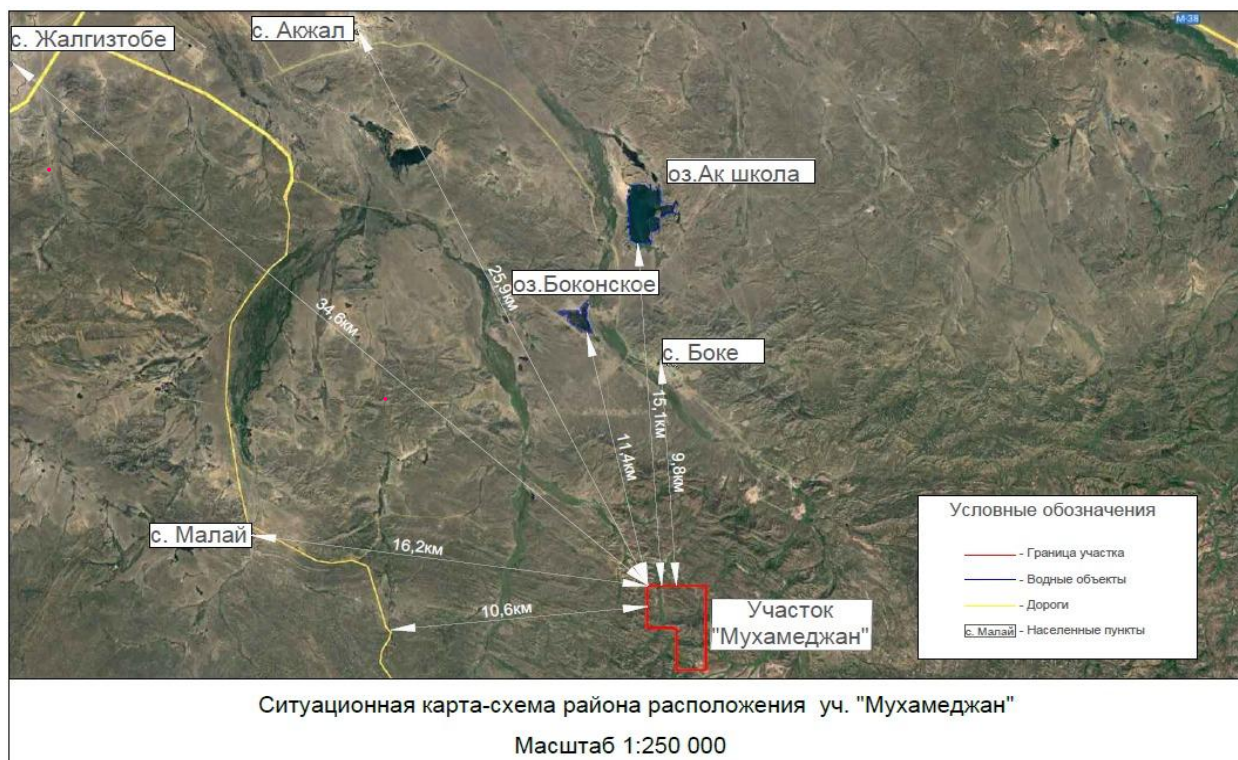 М-38
с. Жалгизтобе
с. Акжал
оз.Ак школа
оз.Боконское
25,9км
34,6км
с. Боке
15,1км
11,4км
9,8км
с. Малай
16,2км
10,6км
Участок
"Мухамеджан"
Условные обозначения
- Граница участка
- Водные объекты
- Дороги
с. Малай - Населенные пункты
Ситуационная карта-схема района расположения уч. "Мухамеджан"
Масштаб 1:250 000